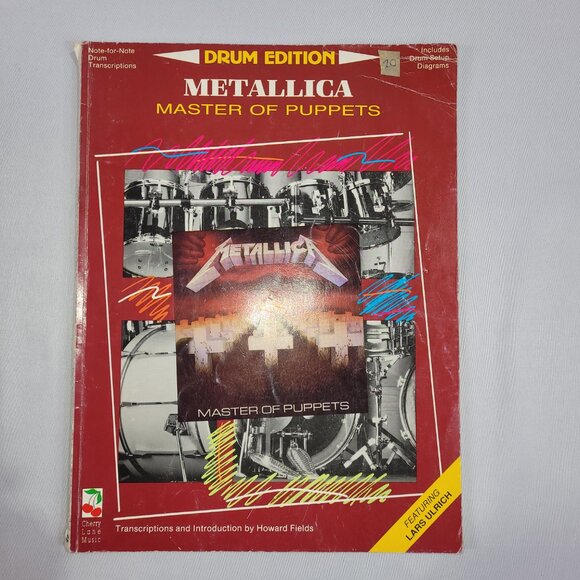 Note-for-Note
Drum
Transcriptions
DRUM EDITION
Includes
Drum Setup
Diagrams
20
METALLICA
MASTER OF PUPPETS
METALLICA
MASTER OF PUPPETS
FEATURING
LARS ULRICH
Cherry
Lane
Music
Transcriptions and Introduction by Howard Fields